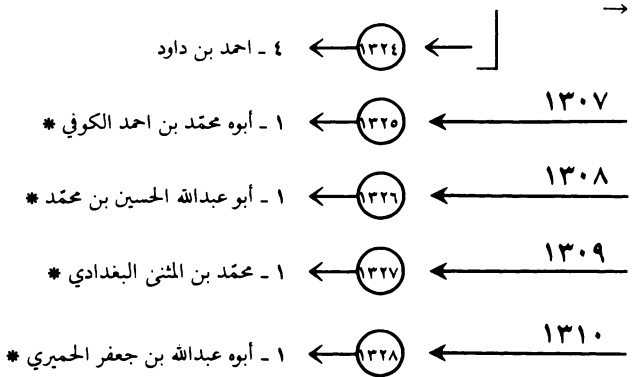 ١٣٢٤ ٤ ـ احمد بن داود
١٣٠٧ ١٣٢٥ ١ ـ أبوه محمّد بن احمد الكوفي *
١٣٠٨ ١٣٢٦ ١ ـ أبو عبدالله الحسين بن محمّد *
١٣٠٩ ١٣٢٧ ١ ـ محمّد بن المثنى البغدادي *
١٣١٠ ١٣٢٨ ١ ـ أبوه عبدالله بن جعفر الحميري *